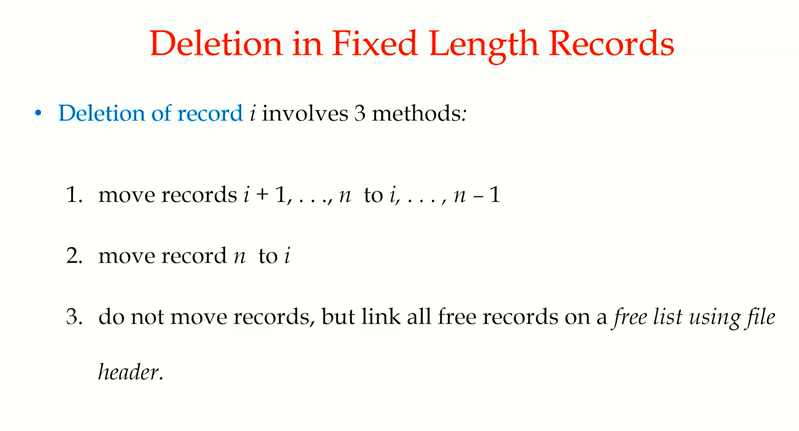 Deletion in Fixed Length Records
• Deletion of record i involves 3 methods:
1. move records i + 1, . . ., n to i, . . . , n – 1
2. move record n to i
3. do not move records, but link all free records on a free list using file
header.